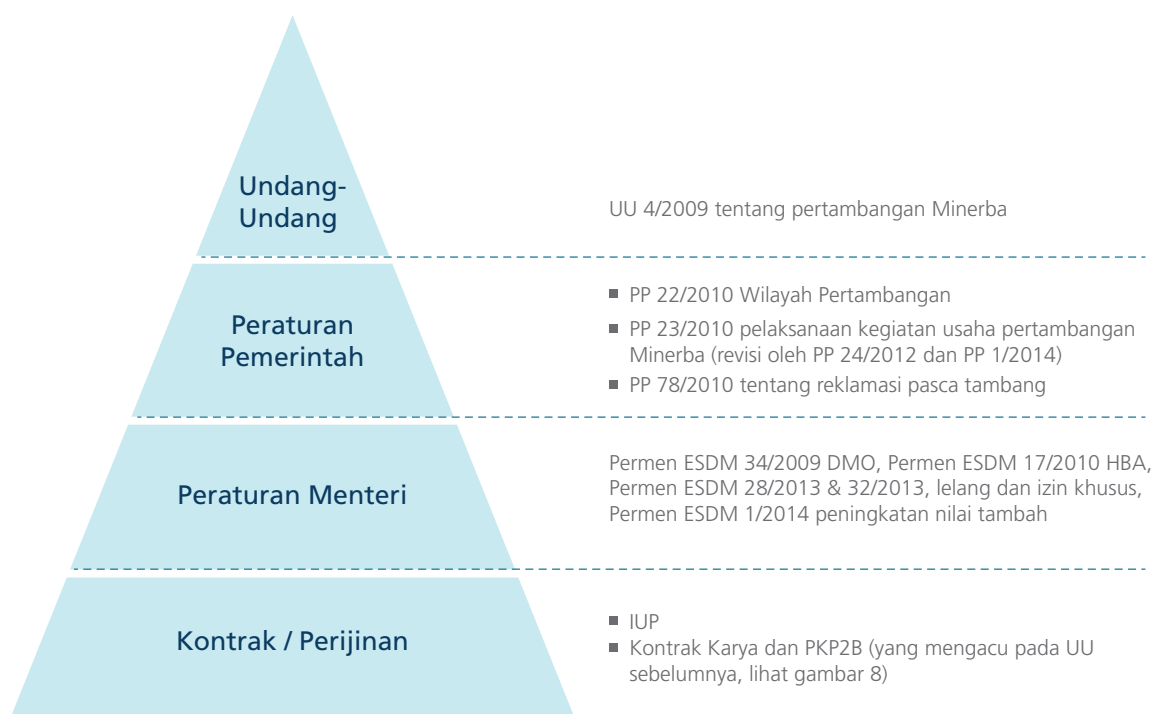 Undang-
Undang
UU 4/2009 tentang pertambangan Minerba
Peraturan
Pemerintah
■ PP 22/2010 Wilayah Pertambangan
■ PP 23/2010 pelaksanaan kegiatan usaha pertambangan
Minerba (revisi oleh PP 24/2012 dan PP 1/2014)
■ PP 78/2010 tentang reklamasi pasca tambang
Peraturan Menteri
Permen ESDM 34/2009 DMO, Permen ESDM 17/2010 HBA,
Permen ESDM 28/2013 & 32/2013, lelang dan izin khusus,
Permen ESDM 1/2014 peningkatan nilai tambah
Kontrak / Perijinan
■ IUP
■ Kontrak Karya dan PKP2B (yang mengacu pada UU
sebelumnya, lihat gambar 8)